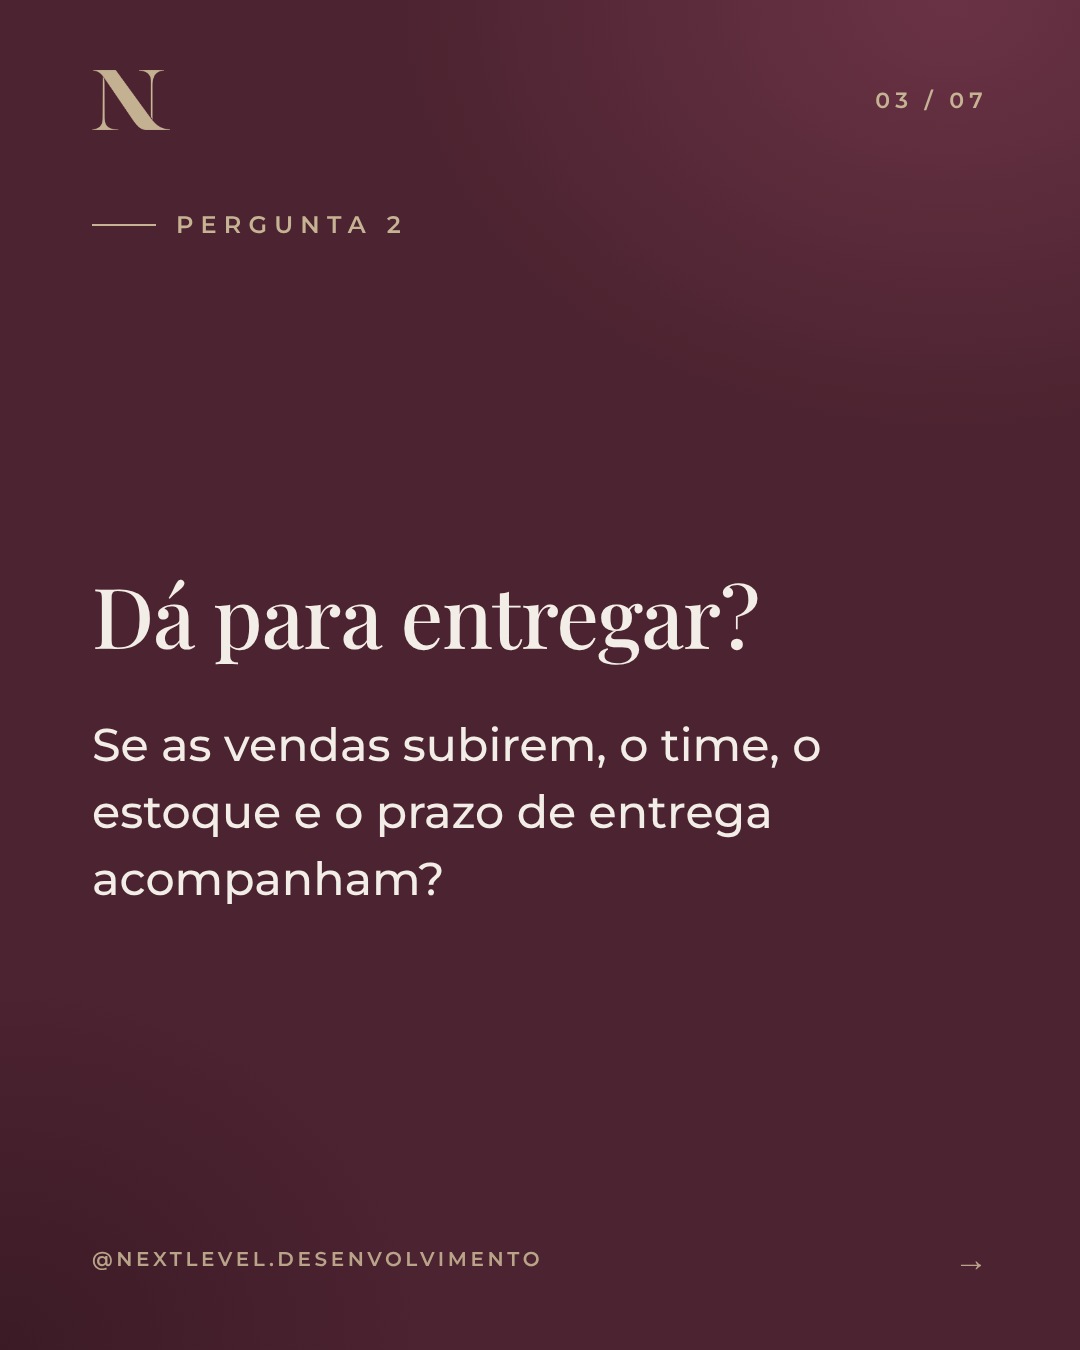 N
03 / 07
PERGUNTA 2
Dá para entregar?
Se as vendas subirem, o time, o
estoque e o prazo de entrega
acompanham?
@NEXTLEVEL.DESENVOLVIMENTO
→